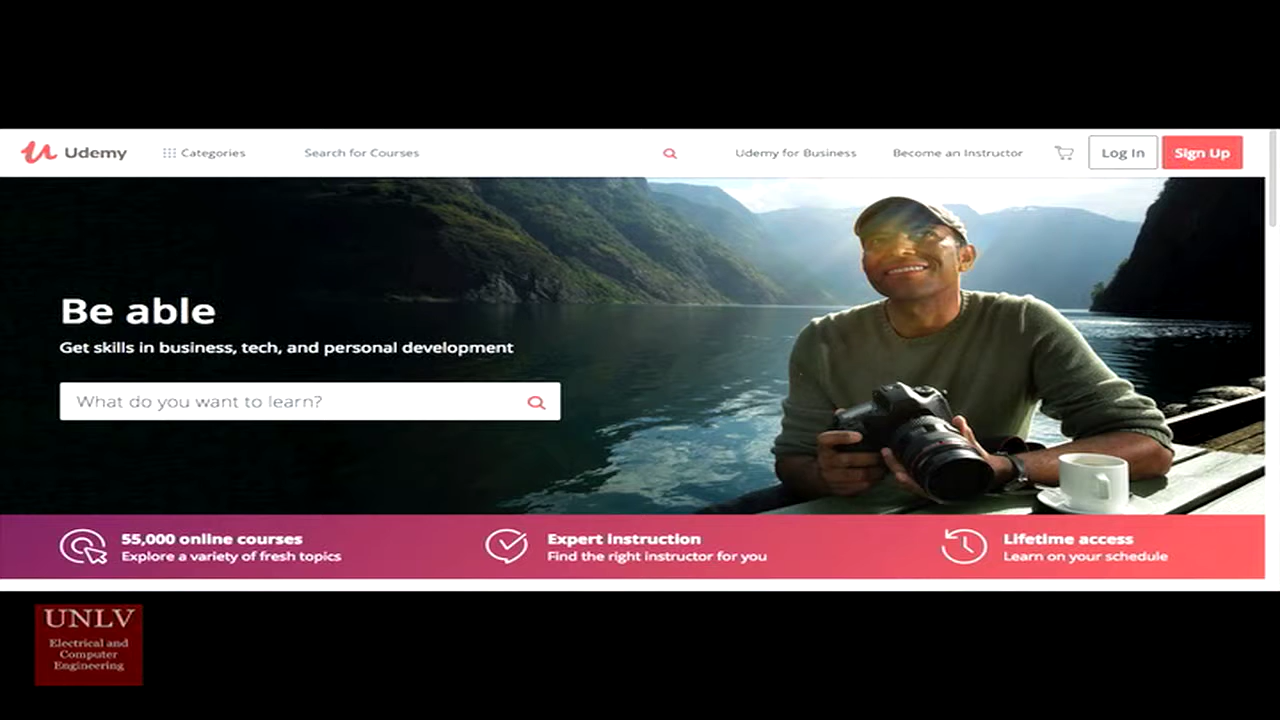 Udemy
Categories
Search for Courses
Udemy for Business
Become an Instructor
Log In
Sign Up
Be able
Get skills in business, tech, and personal development
What do you want to learn?
55,000 online courses
Explore a variety of fresh topics
Expert instruction
Find the right instructor for you
Lifetime access
Learn on your schedule
UNLV
Electrical and
Computer
Engineering